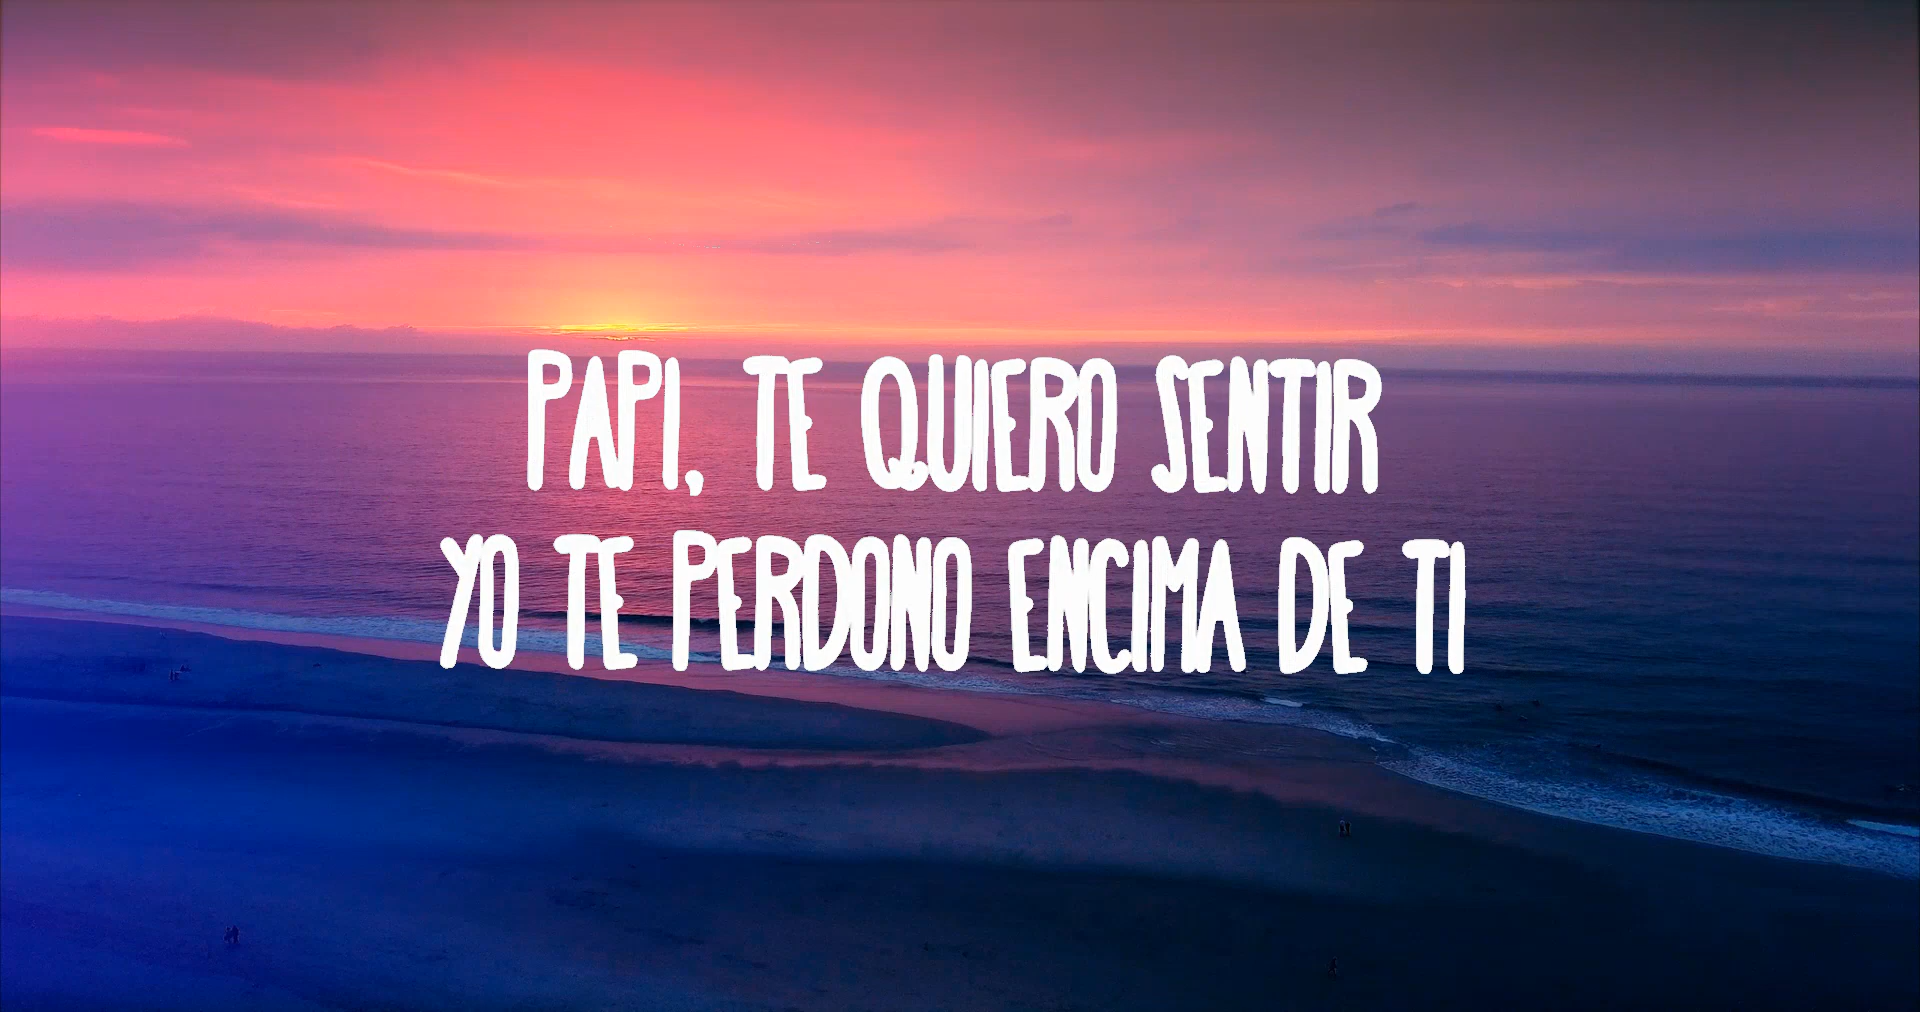 PAPI, TE QUIERO SENTIR
YO TE PERDONO ENCIMA DE TI